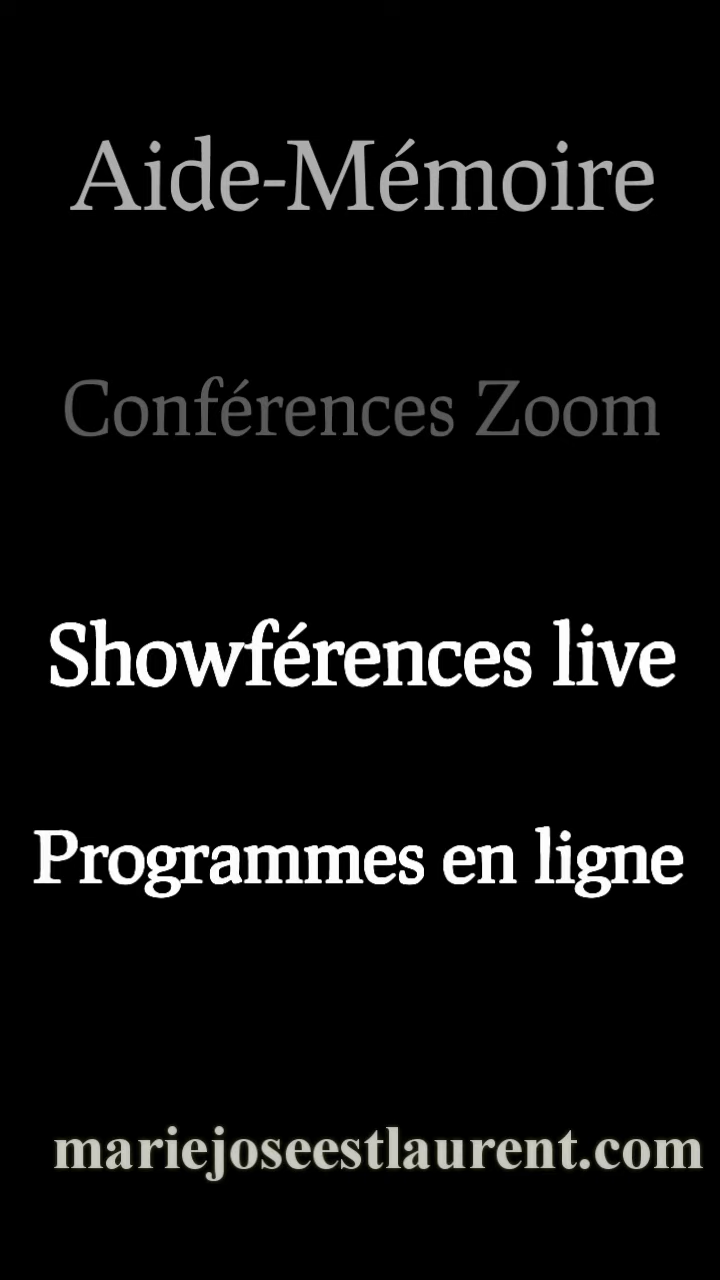 Aide-Mémoire
Conférences Zoom
Showférences live
Programmes en ligne
mariejoseestlaurent.com